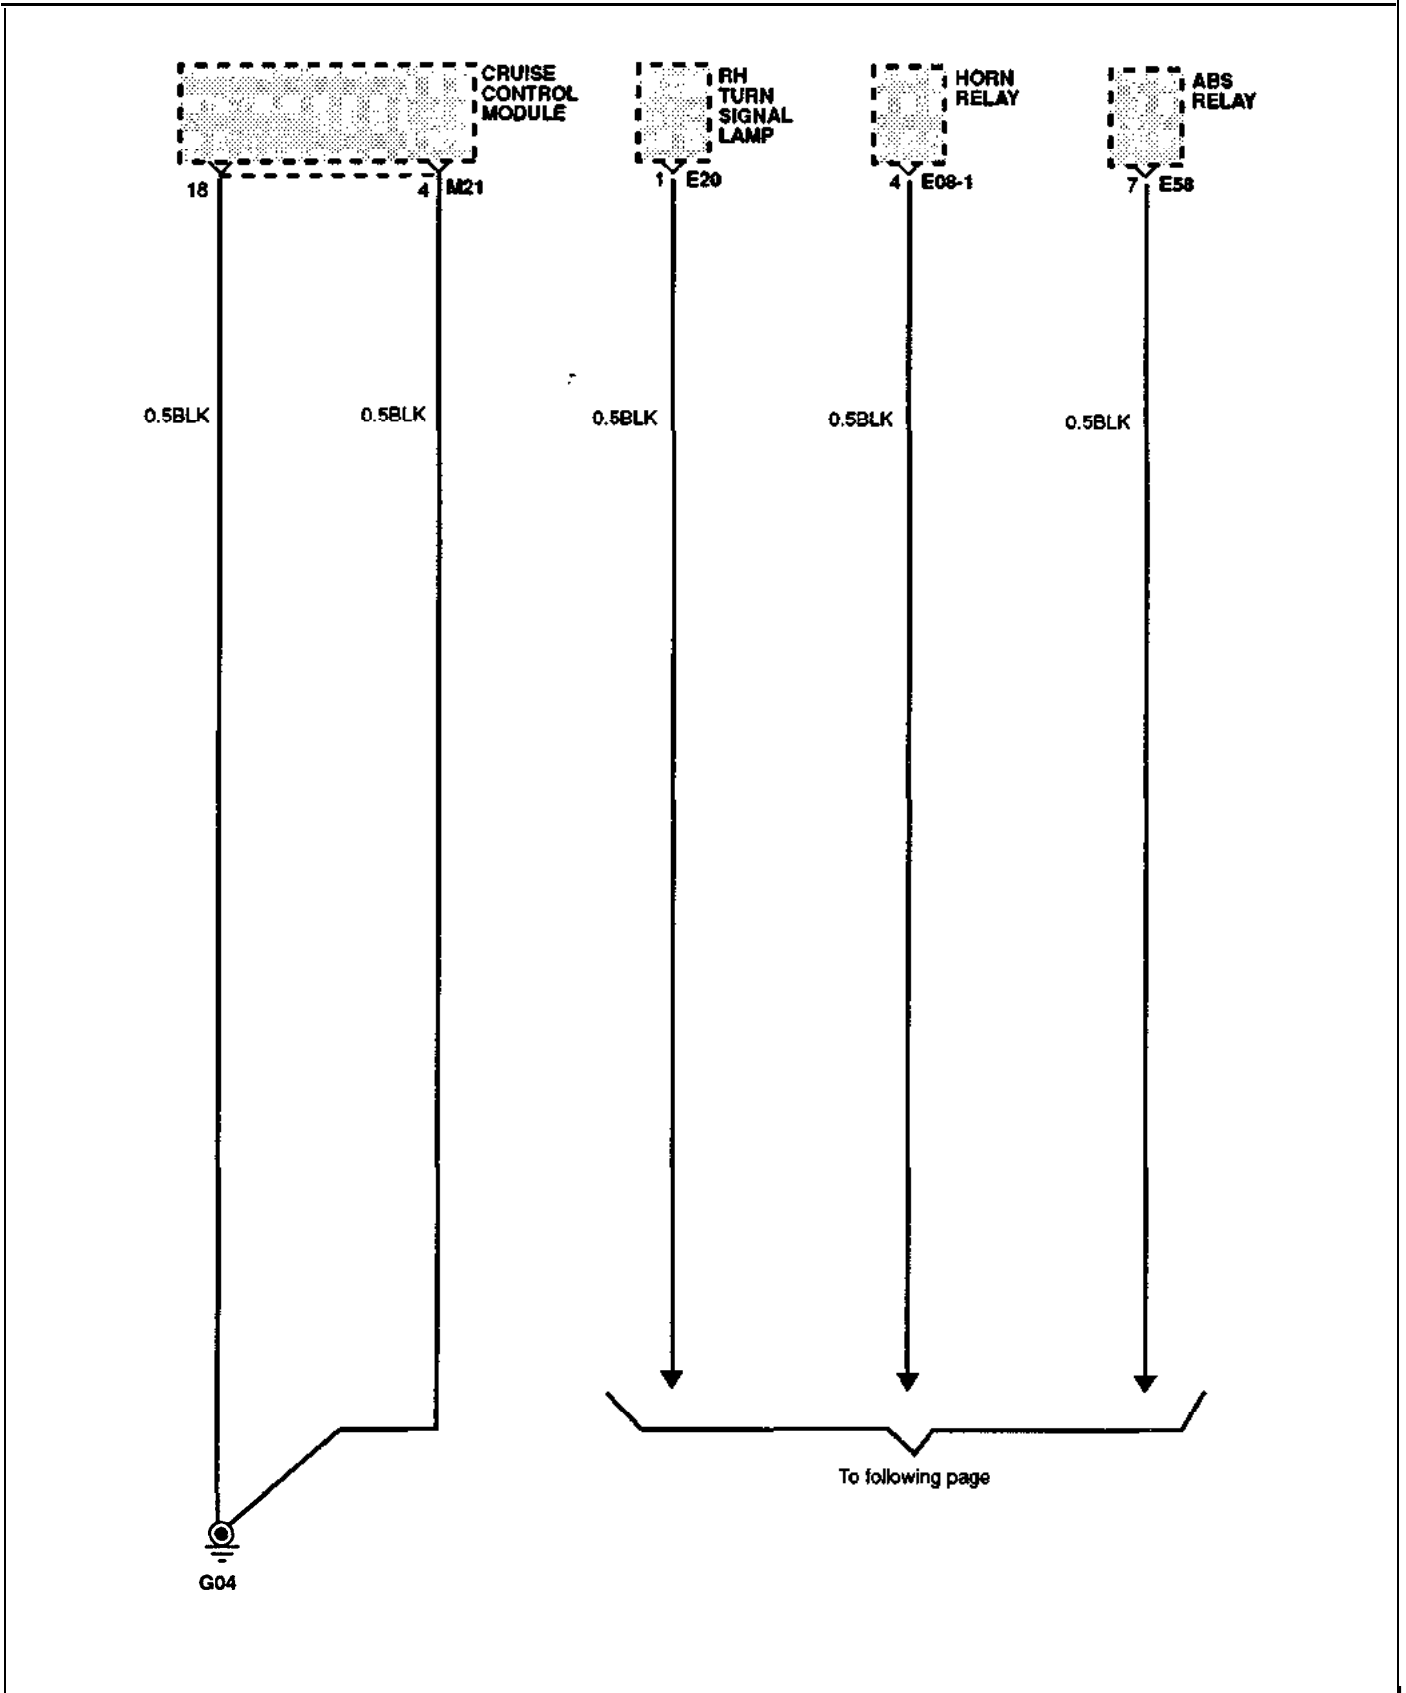 CRUISE
CONTROL
MODULE
RH
TURN
SIGNAL
LAMP
HORN
RELAY
ABS
RELAY
18
4 M21
1 E20
4 E08-1
7 E58
0.5BLK
0.5BLK
0.5BLK
0.5BLK
0.5BLK
To following page
G04